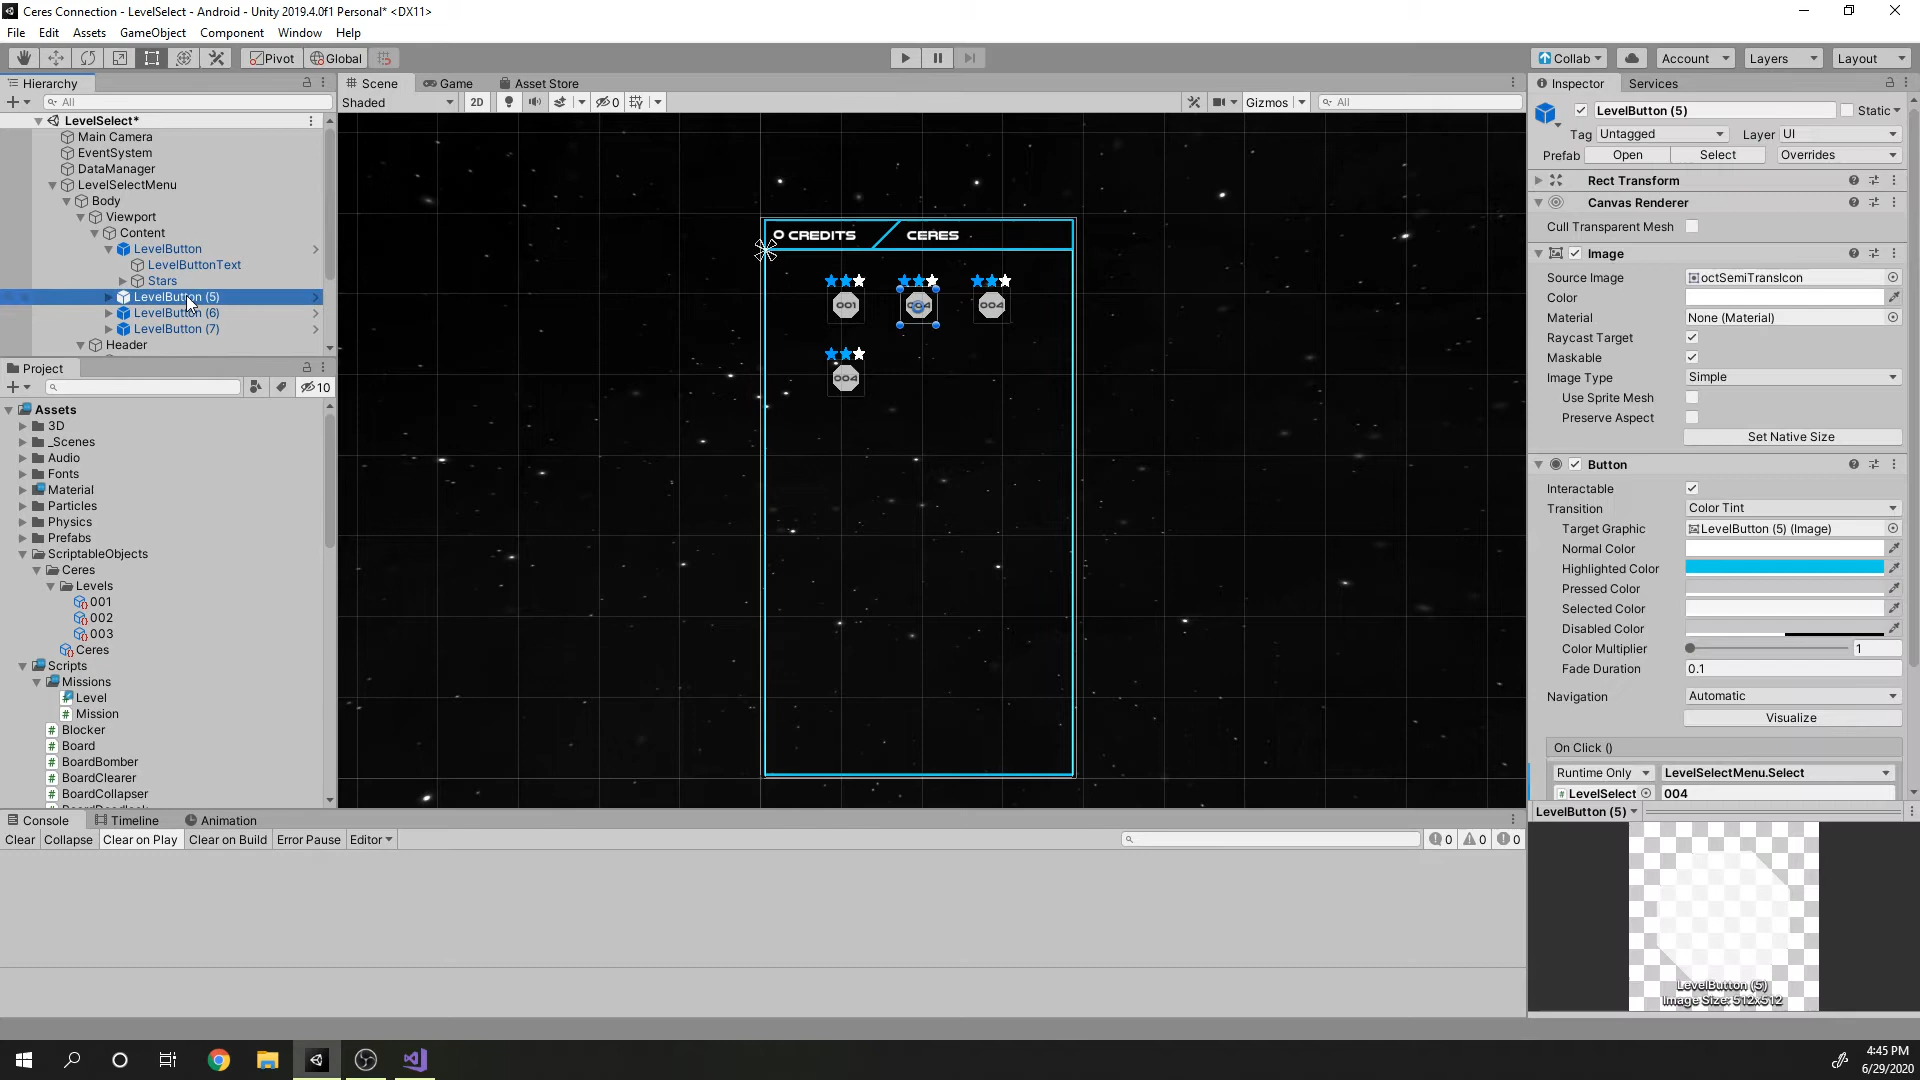 Ceres Connection - LevelSelect - Android - Unity 2019.4.0f1 Personal* <DX11>
File Edit Assets GameObject Component Window Help
Pivot Global Collab Account Layers Layout
Hierarchy
All
LevelSelect*
Main Camera
EventSystem
DataManager
LevelSelectMenu
Body
Viewport
Content
LevelButton
LevelButtonText
Stars
LevelButton (5)
LevelButton (6)
LevelButton (7)
Header
Project
10
Assets
3D
_Scenes
Audio
Fonts
Material
Particles
Physics
Prefabs
ScriptableObjects
Ceres
Levels
001
002
003
Ceres
Scripts
Missions
Level
Mission
Blocker
Board
BoardBomber
BoardClearer
BoardCollapser
BoardDeadlock
Scene Game Asset Store
Shaded 2D 0 Gizmos All
0 CREDITS CERES
001 004 004
004
Console Timeline Animation
Clear Collapse Clear on Play Clear on Build Error Pause Editor 0 0 0
Inspector Services
LevelButton (5) Static
Tag Untagged Layer UI
Prefab Open Select Overrides
Rect Transform
Canvas Renderer
Cull Transparent Mesh
Image
Source Image octSemiTransIcon
Color
Material None (Material)
Raycast Target
Maskable
Image Type Simple
Use Sprite Mesh
Preserve Aspect
Set Native Size
Button
Interactable
Transition Color Tint
Target Graphic LevelButton (5) (Image)
Normal Color
Highlighted Color
Pressed Color
Selected Color
Disabled Color
Color Multiplier 1
Fade Duration 0.1
Navigation Automatic
Visualize
On Click ()
Runtime Only LevelSelectMenu.Select
LevelSelect 004
LevelButton (5)
LevelButton (5)
Image Size: 512x512
4:45 PM
6/29/2020